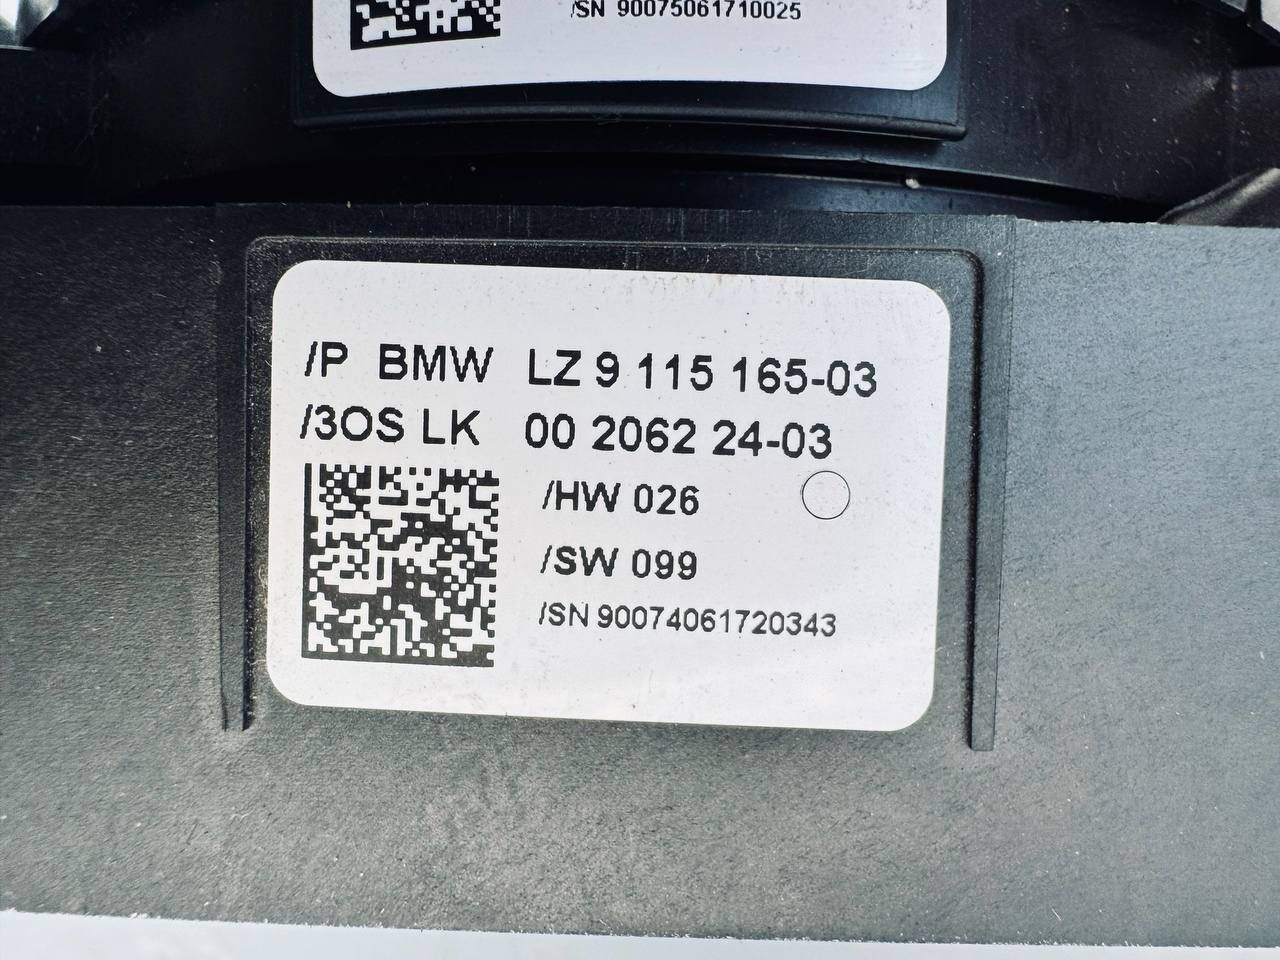 /SN 90075061710025
/P BMW LZ 9 115 165-03
/3OS LK 00 2062 24-03
/HW 026
/SW 099
/SN 90074061720343